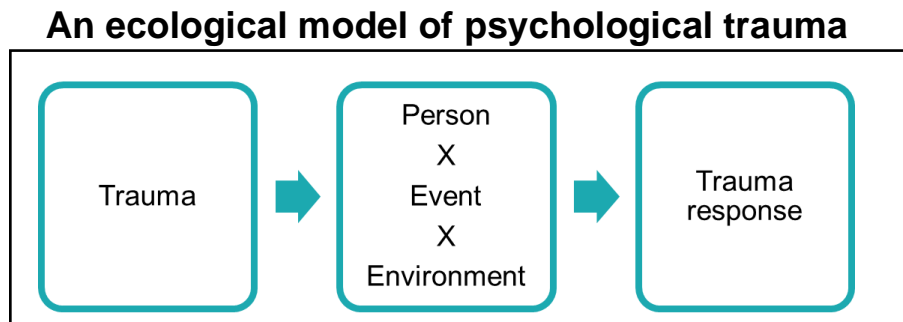 An ecological model of psychological trauma
Trauma
Person
X
Event
X
Environment
Trauma
response